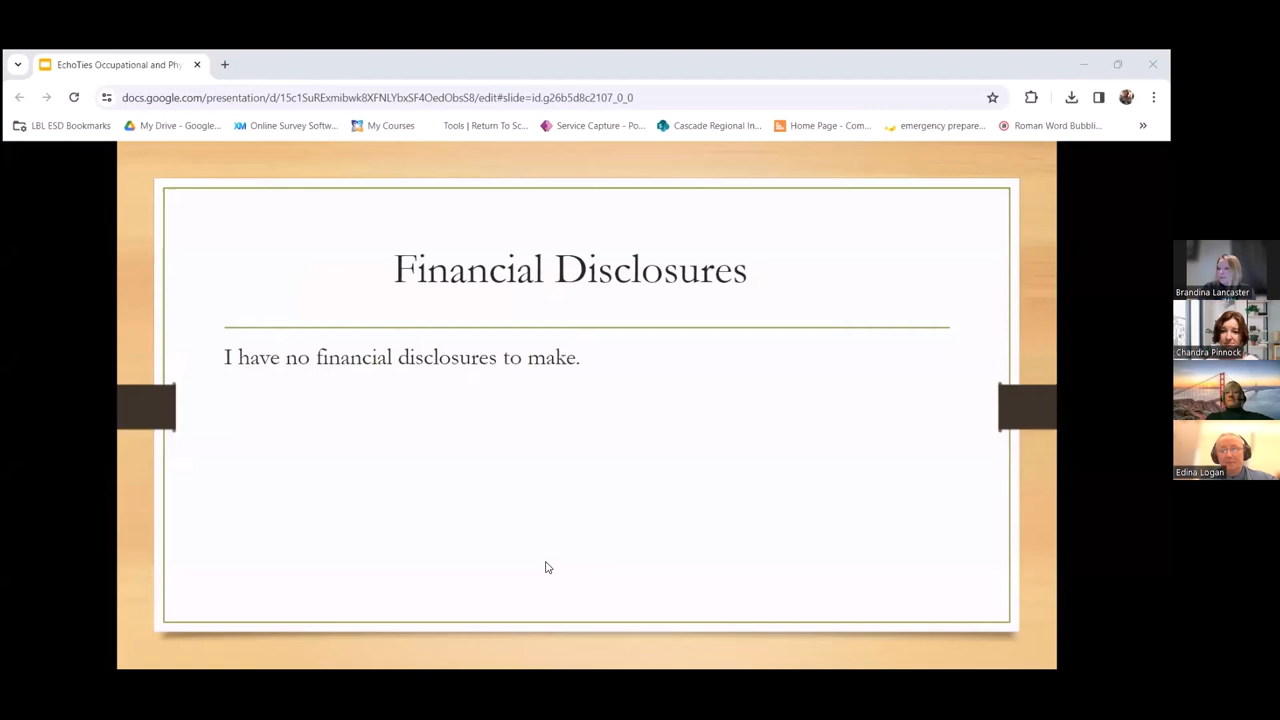 EchoTies Occupational and Phy
docs.google.com/presentation/d/15c1SuRExmibwk8XFNLYbxSF4OedObsS8/edit#slide=id.g26b5d8c2107_0_0
LBL ESD Bookmarks
My Drive - Google...
XM Online Survey Softw...
My Courses
Tools | Return To Sc...
Service Capture - Po...
Cascade Regional In...
Home Page - Com...
emergency prepare...
Roman Word Bubbli...
Financial Disclosures
I have no financial disclosures to make.
Brandina Lancaster
Chandra Pinnock
Edina Logan